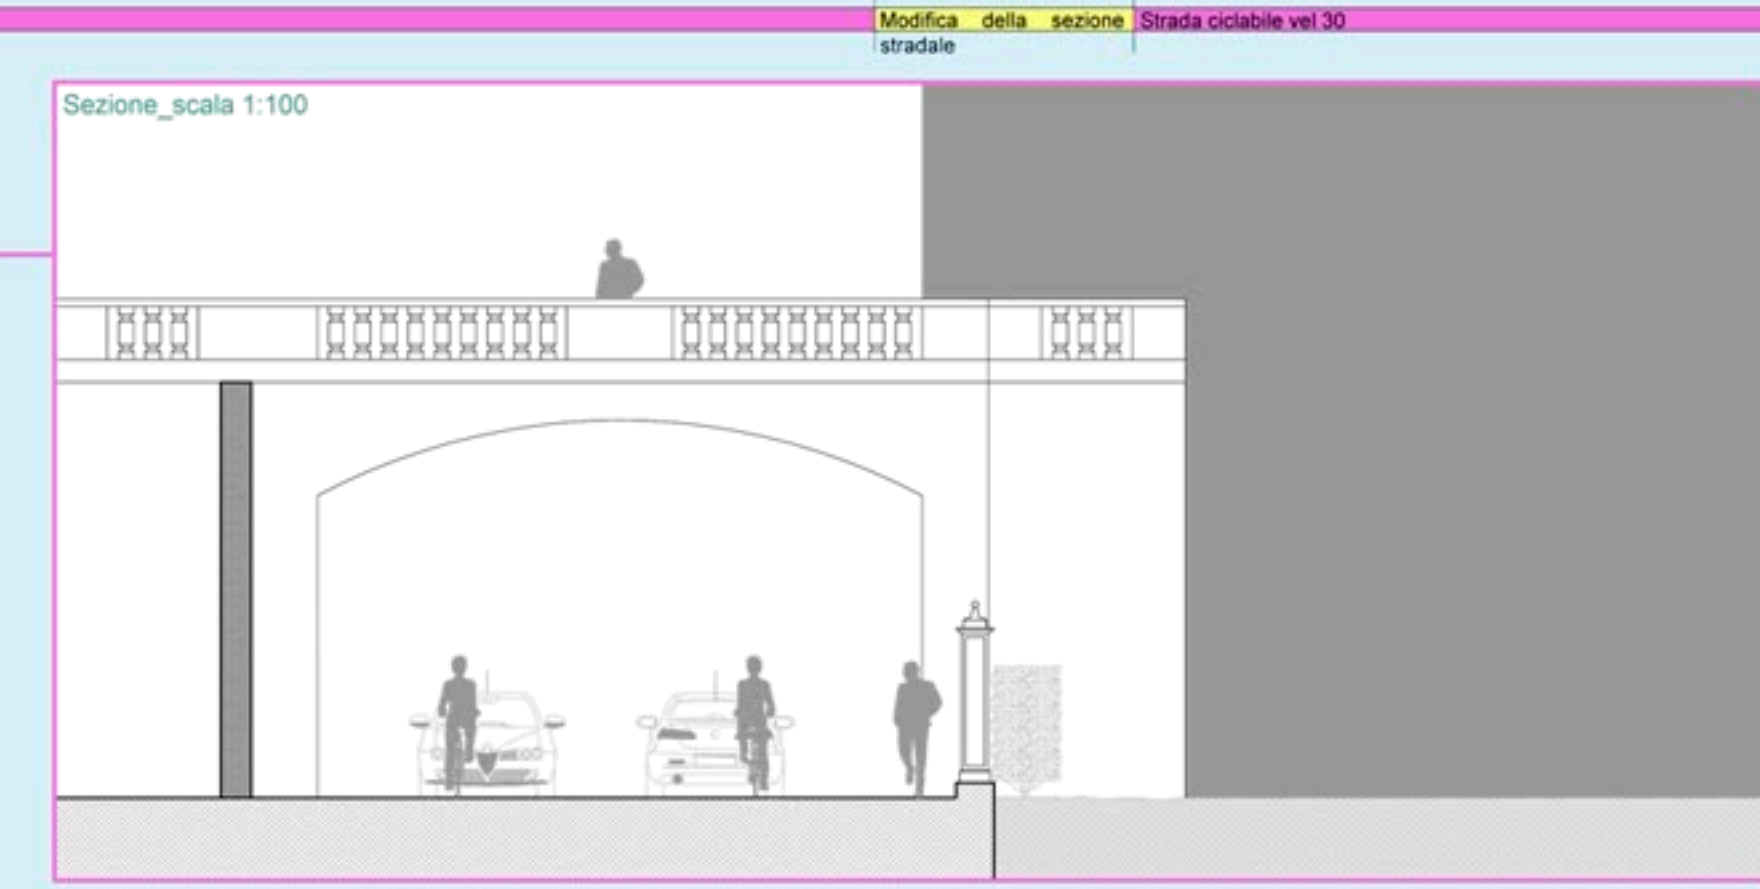 Modifica della sezione
stradale
Strada ciclabile vel 30
Sezione_scala 1:100